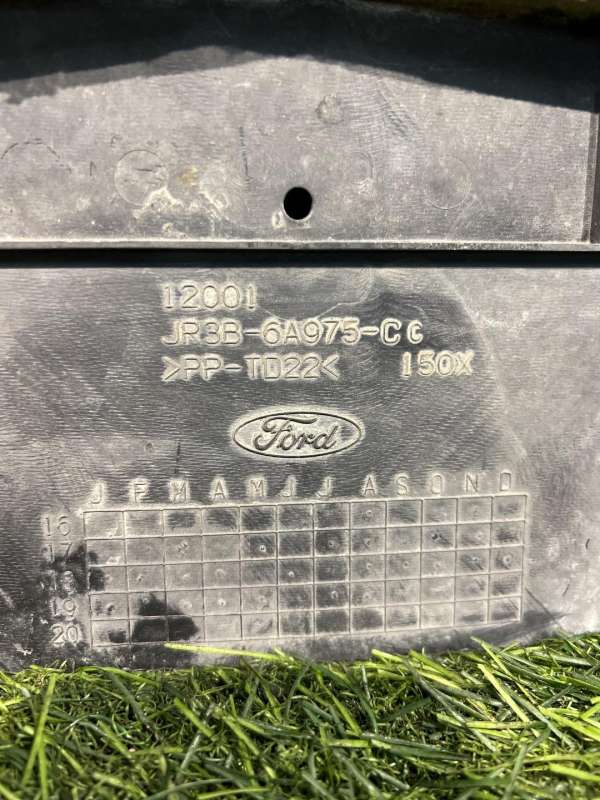 12001
JR3B-6A975-CC
>PP-TD22< 150X
Ford
J F M A M J J A S O N D
16
17
18
19
20